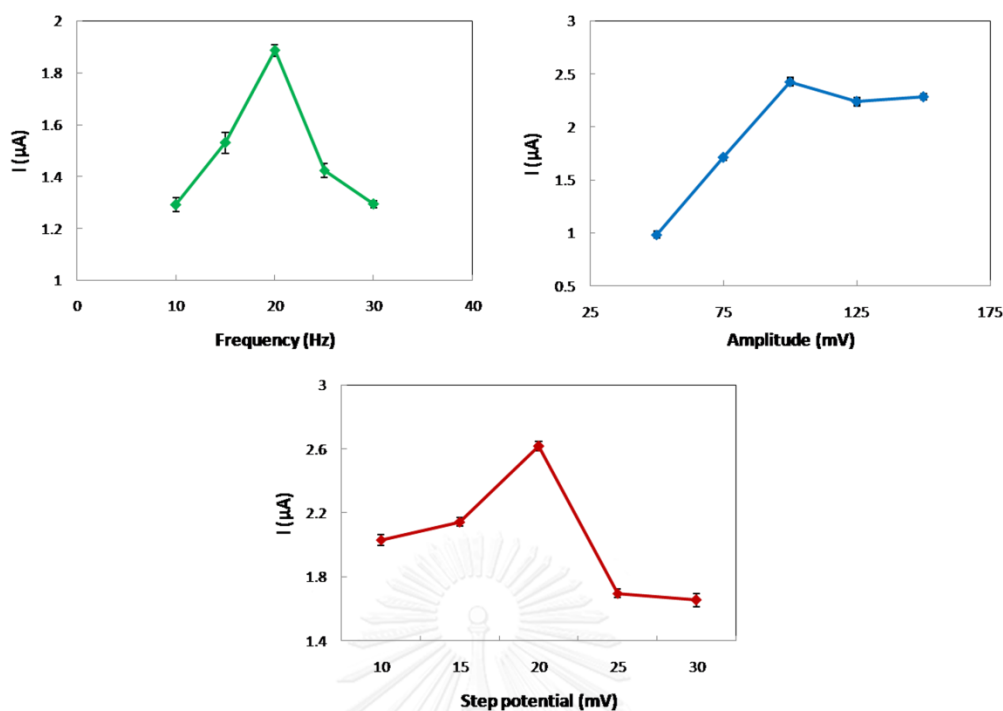 2
1.8
1.6
1.4
1.2
1
I (µA)
0 10 20 30 40
Frequency (Hz)
3
2.5
2
1.5
1
0.5
I (µA)
25 75 125 175
Amplitude (mV)
3
2.6
2.2
1.8
1.4
I (µA)
10 15 20 25 30
Step potential (mV)